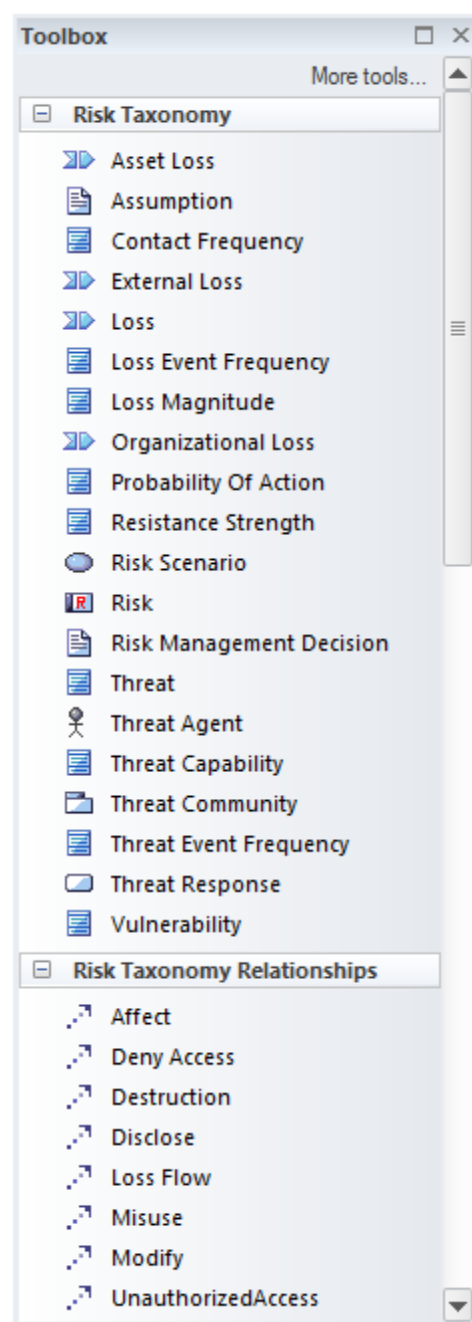 Toolbox
More tools...
Risk Taxonomy
Asset Loss
Assumption
Contact Frequency
External Loss
Loss
Loss Event Frequency
Loss Magnitude
Organizational Loss
Probability Of Action
Resistance Strength
Risk Scenario
R Risk
Risk Management Decision
Threat
Threat Agent
Threat Capability
Threat Community
Threat Event Frequency
Threat Response
Vulnerability
Risk Taxonomy Relationships
Affect
Deny Access
Destruction
Disclose
Loss Flow
Misuse
Modify
UnauthorizedAccess